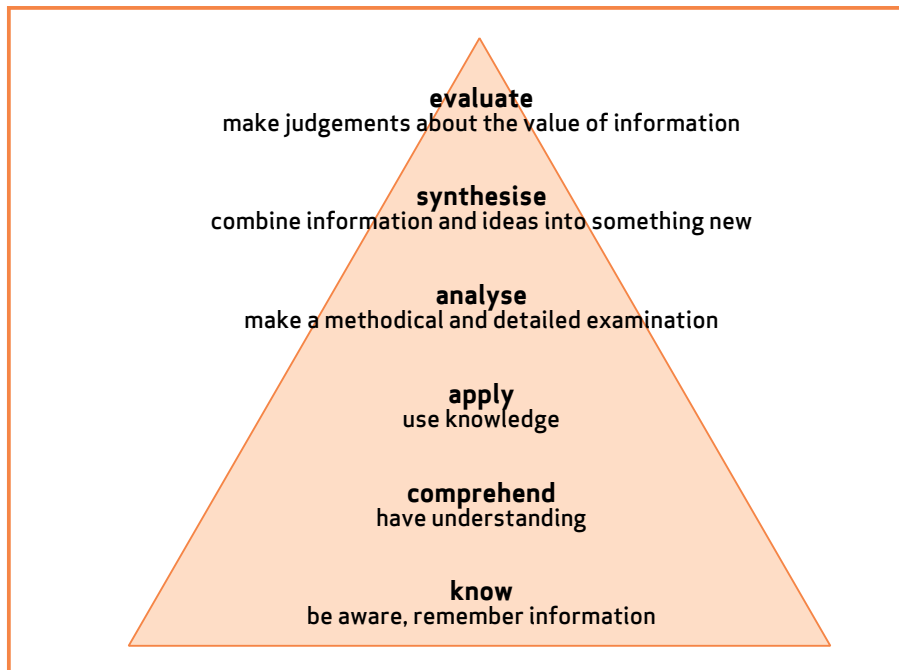 evaluate
make judgements about the value of information
synthesise
combine information and ideas into something new
analyse
make a methodical and detailed examination
apply
use knowledge
comprehend
have understanding
know
be aware, remember information